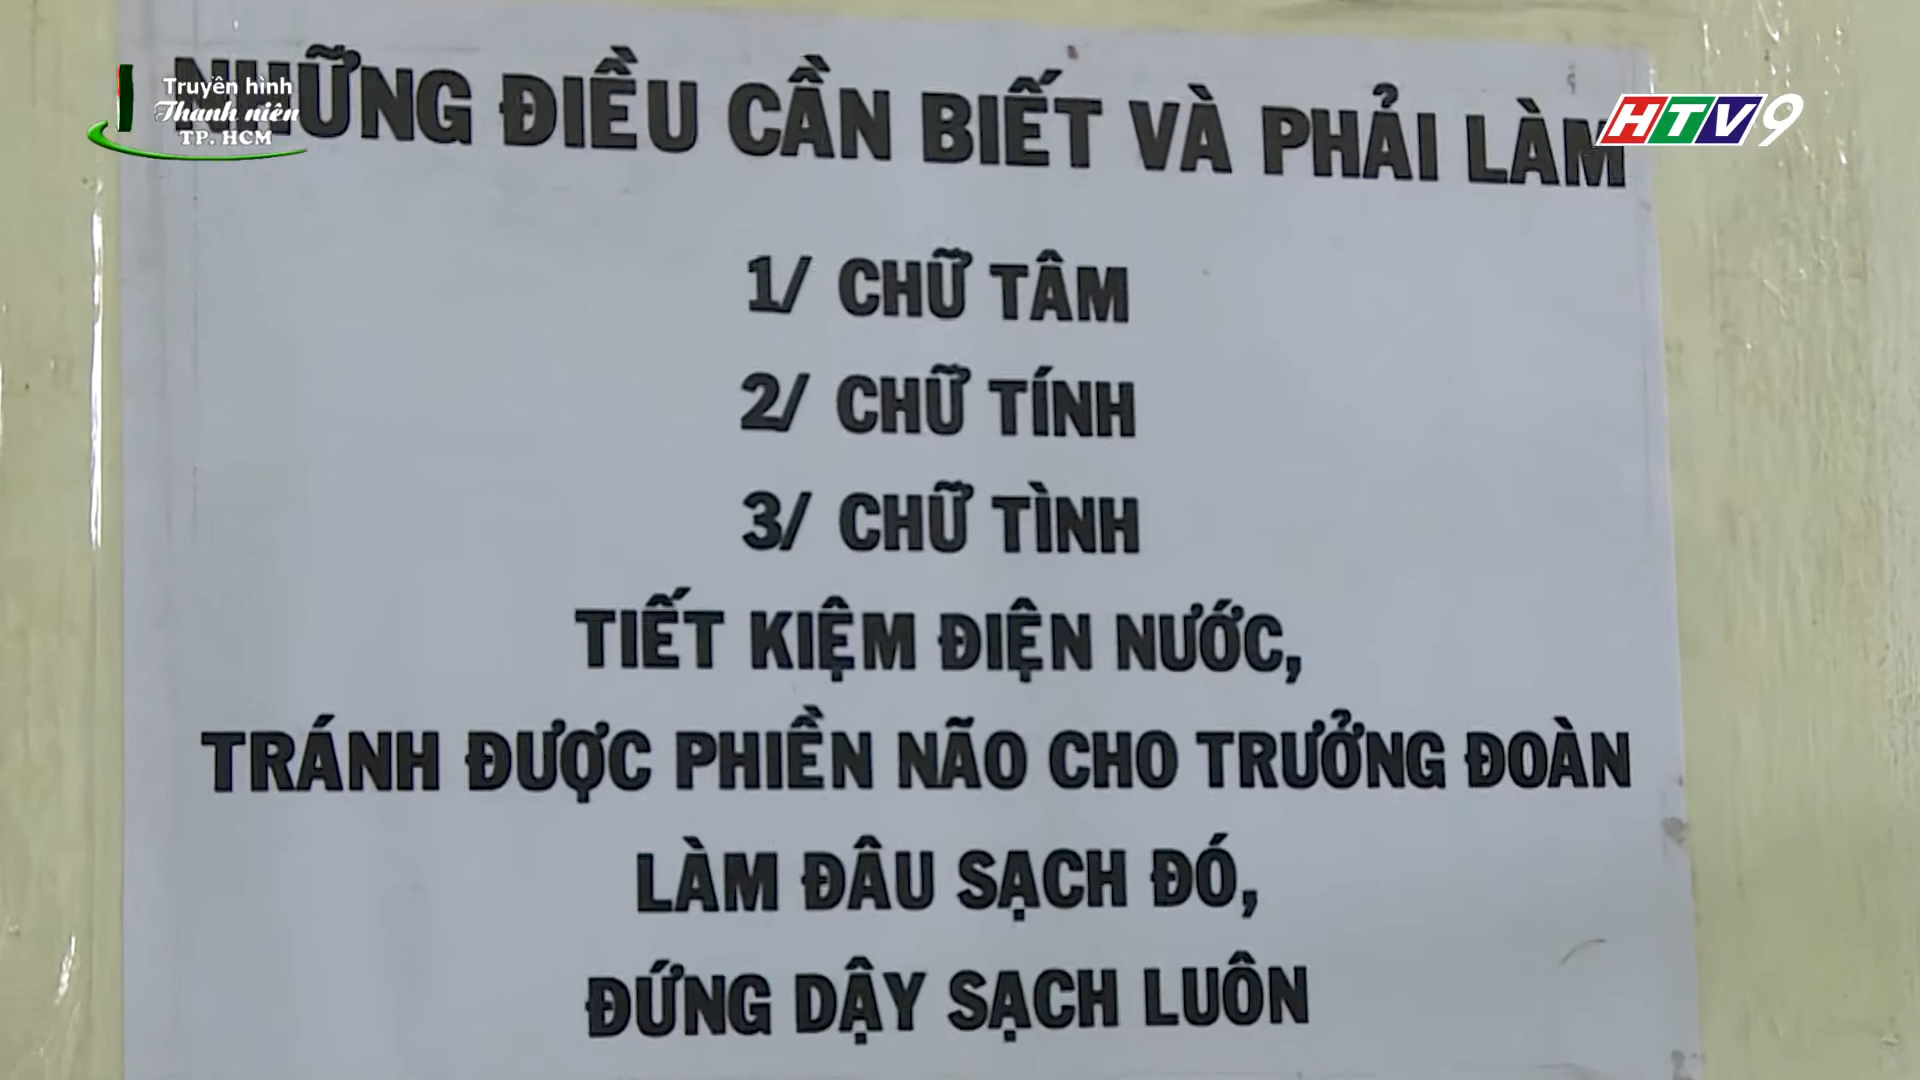 NHỮNG ĐIỀU CẦN BIẾT VÀ PHẢI LÀM
Truyền hình
Thanh niên
TP. HCM
HTV9
1/ CHỮ TÂM
2/ CHỮ TÍNH
3/ CHỮ TÌNH
TIẾT KIỆM ĐIỆN NƯỚC,
TRÁNH ĐƯỢC PHIỀN NÃO CHO TRƯỞNG ĐOÀN
LÀM ĐÂU SẠCH ĐÓ,
ĐỨNG DẬY SẠCH LUÔN